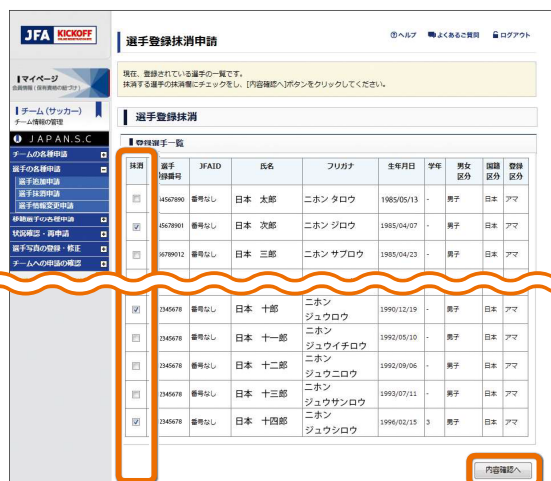 JFA KICKOFF
選手登録抹消申請
ヘルプ よくあるご質問 ログアウト
マイページ
現在、登録されている選手の一覧です。
抹消する選手の抹消欄にチェックをし、[内容確認へ]ボタンをクリックしてください。
チーム (サッカー)
チーム情報の管理
JAPAN.S.C
チームの各種申請
選手の各種申請
選手追加申請
選手抹消申請
選手情報変更申請
移籍選手の各種申請
状況確認・再申請
選手写真の登録・修正
チームへの申請の確認
選手登録抹消
登録選手一覧
抹消 選手登録番号 JFAID 氏名 フリガナ 生年月日 学年 男女区分 国籍区分 登録区分
34567890 番号なし 日本 太郎 ニホン タロウ 1985/05/13 - 男子 日本 アマ
45678901 番号なし 日本 次郎 ニホン ジロウ 1985/04/07 - 男子 日本 アマ
56789012 番号なし 日本 三郎 ニホン サブロウ 1985/04/23 - 男子 日本 アマ
2345678 番号なし 日本 十郎 ニホン ジュウロウ 1990/12/19 - 男子 日本 アマ
2345678 番号なし 日本 十一郎 ニホン ジュウイチロウ 1992/05/10 - 男子 日本 アマ
2345678 番号なし 日本 十二郎 ニホン ジュウニロウ 1992/09/06 - 男子 日本 アマ
2345678 番号なし 日本 十三郎 ニホン ジュウサンロウ 1993/07/11 - 男子 日本 アマ
2345678 番号なし 日本 十四郎 ニホン ジュウシロウ 1996/02/15 3 男子 日本 アマ
内容確認へ